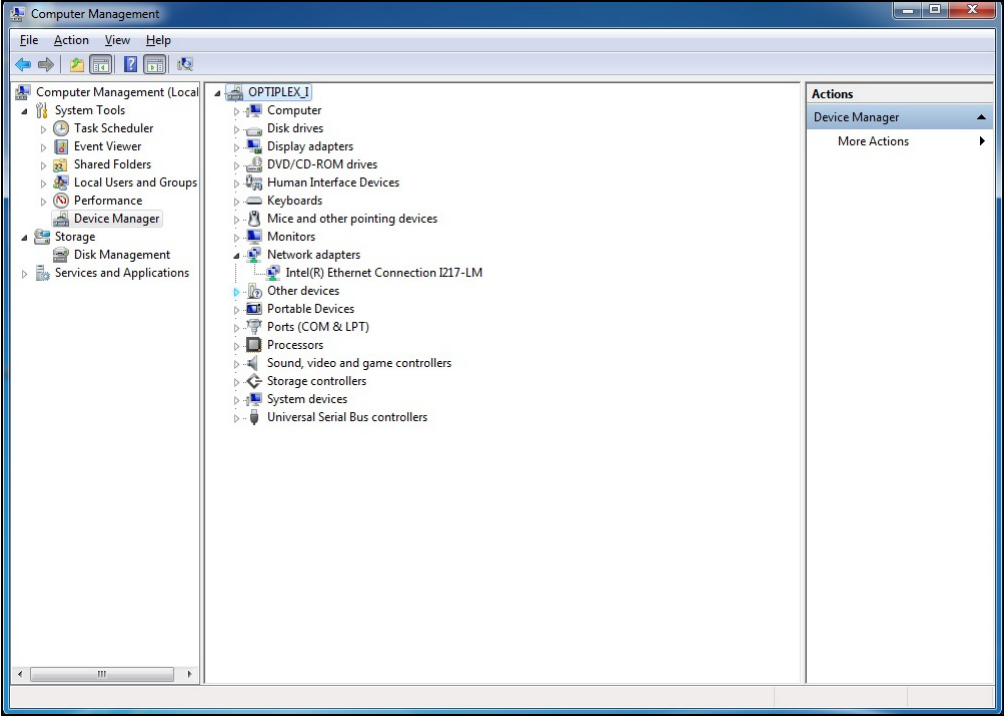 Computer Management
File Action View Help
Computer Management (Local
System Tools
Task Scheduler
Event Viewer
Shared Folders
Local Users and Groups
Performance
Device Manager
Storage
Disk Management
Services and Applications
OPTIPLEX_I
Computer
Disk drives
Display adapters
DVD/CD-ROM drives
Human Interface Devices
Keyboards
Mice and other pointing devices
Monitors
Network adapters
Intel(R) Ethernet Connection I217-LM
Other devices
Portable Devices
Ports (COM & LPT)
Processors
Sound, video and game controllers
Storage controllers
System devices
Universal Serial Bus controllers
Actions
Device Manager
More Actions